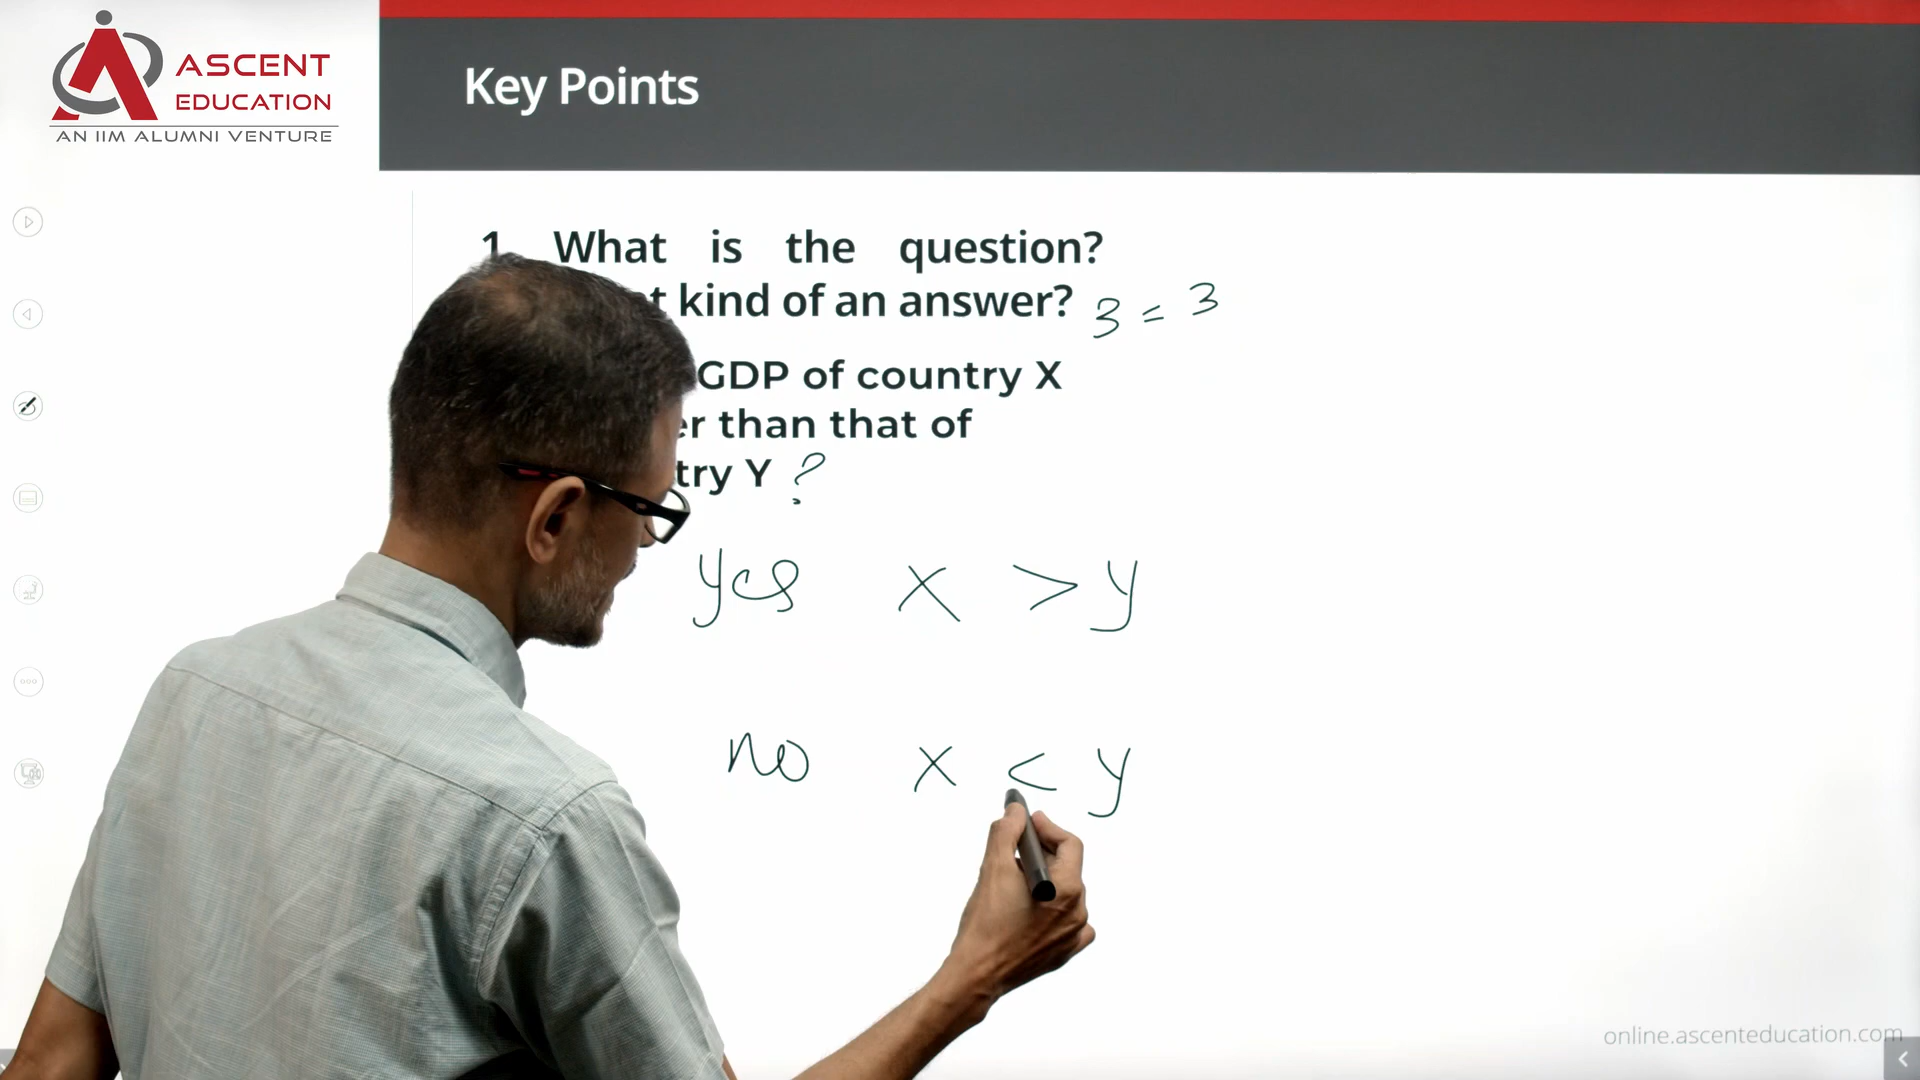 ASCENT
EDUCATION
AN IIM ALUMNI VENTURE
Key Points
1. What is the question?
kind of an answer? 3 = 3
GDP of country X
than that of
Y ?
yes x > y
no x < y
online.ascenteducation.com